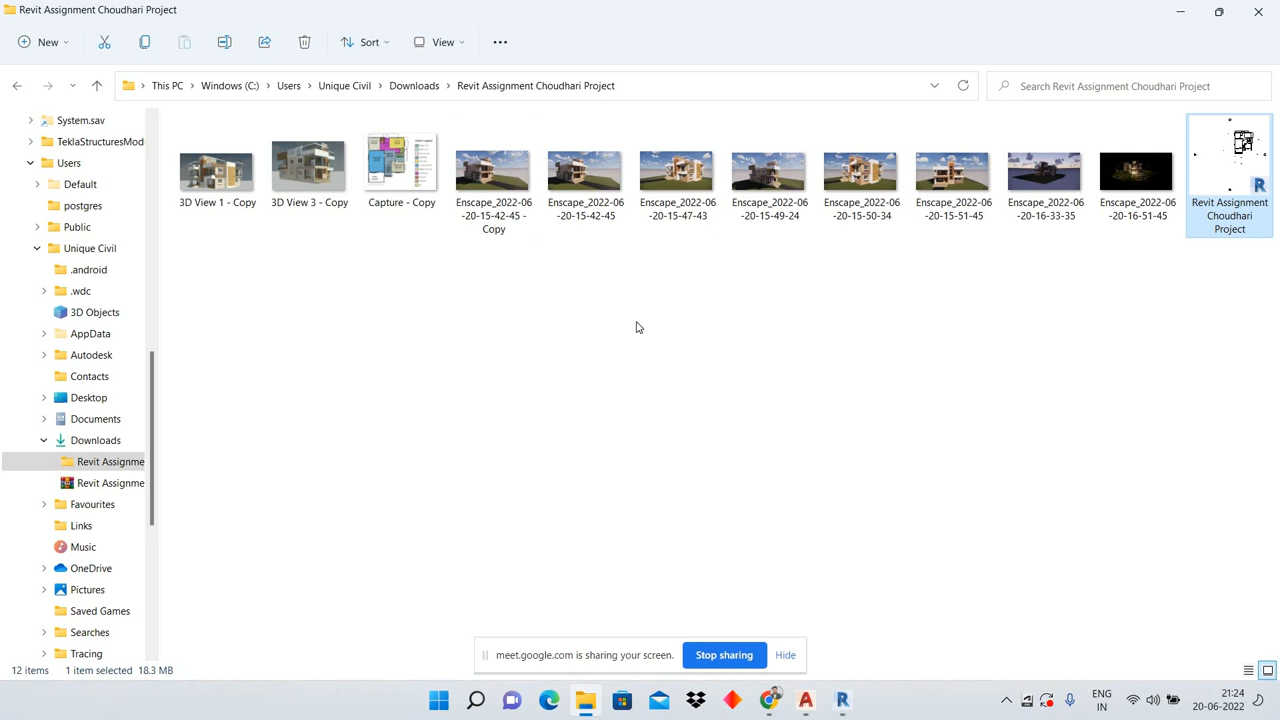 Revit Assignment Choudhari Project
New
Sort
View
This PC
Windows (C:)
Users
Unique Civil
Downloads
Revit Assignment Choudhari Project
Search Revit Assignment Choudhari Project
System.sav
TeklaStructuresMod
Users
Default
postgres
Public
Unique Civil
.android
.wdc
3D Objects
AppData
Autodesk
Contacts
Desktop
Documents
Downloads
Revit Assignme
Revit Assignme
Favourites
Links
Music
OneDrive
Pictures
Saved Games
Searches
Tracing
3D View 1 - Copy
3D View 3 - Copy
Capture - Copy
Enscape_2022-06
-20-15-42-45 -
Copy
Enscape_2022-06
-20-15-42-45
Enscape_2022-06
-20-15-47-43
Enscape_2022-06
-20-15-49-24
Enscape_2022-06
-20-15-50-34
Enscape_2022-06
-20-15-51-45
Enscape_2022-06
-20-16-33-35
Enscape_2022-06
-20-16-51-45
R
Revit Assignment
Choudhari
Project
meet.google.com is sharing your screen.
Stop sharing
Hide
12 items
1 item selected 18.3 MB
A
R
ENG
IN
21:24
20-06-2022